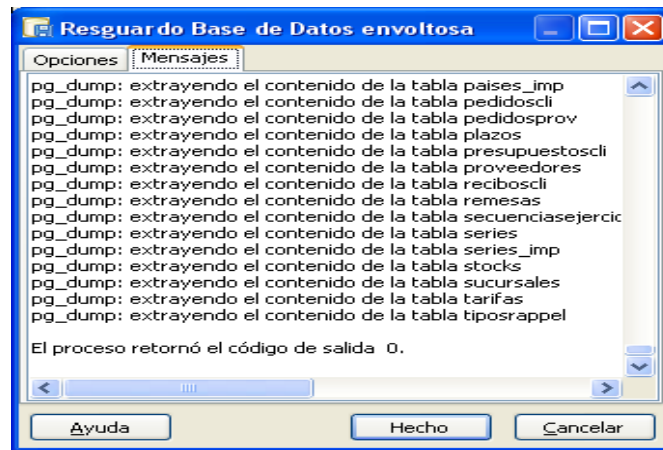 Resguardo Base de Datos envoltosa
Opciones Mensajes
pg_dump: extrayendo el contenido de la tabla paises_imp
pg_dump: extrayendo el contenido de la tabla pedidoscli
pg_dump: extrayendo el contenido de la tabla pedidosprov
pg_dump: extrayendo el contenido de la tabla plazos
pg_dump: extrayendo el contenido de la tabla presupuestoscli
pg_dump: extrayendo el contenido de la tabla proveedores
pg_dump: extrayendo el contenido de la tabla reciboscli
pg_dump: extrayendo el contenido de la tabla remesas
pg_dump: extrayendo el contenido de la tabla secuenciasejercic
pg_dump: extrayendo el contenido de la tabla series
pg_dump: extrayendo el contenido de la tabla series_imp
pg_dump: extrayendo el contenido de la tabla stocks
pg_dump: extrayendo el contenido de la tabla sucursales
pg_dump: extrayendo el contenido de la tabla tarifas
pg_dump: extrayendo el contenido de la tabla tiposrappel
El proceso retornó el código de salida 0.
Ayuda Hecho Cancelar